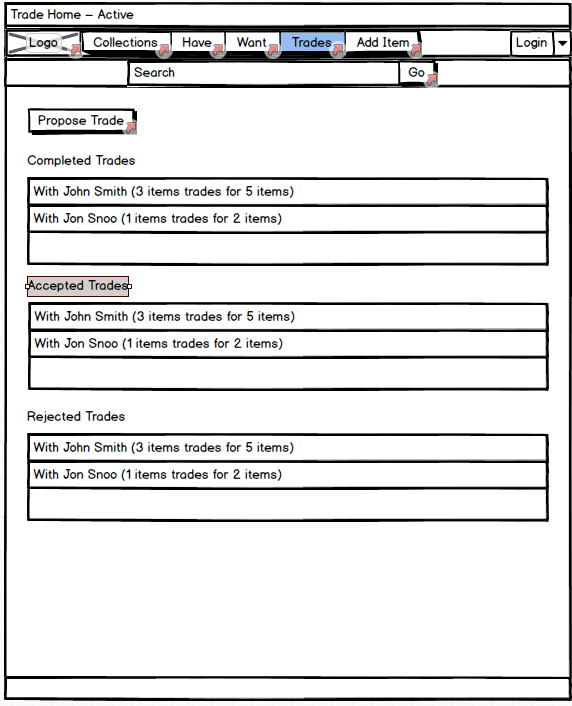 Trade Home – Active
Logo Collections Have Want Trades Add Item Login
Search Go
Propose Trade
Completed Trades
With John Smith (3 items trades for 5 items)
With Jon Snoo (1 items trades for 2 items)
Accepted Trades
With John Smith (3 items trades for 5 items)
With Jon Snoo (1 items trades for 2 items)
Rejected Trades
With John Smith (3 items trades for 5 items)
With Jon Snoo (1 items trades for 2 items)